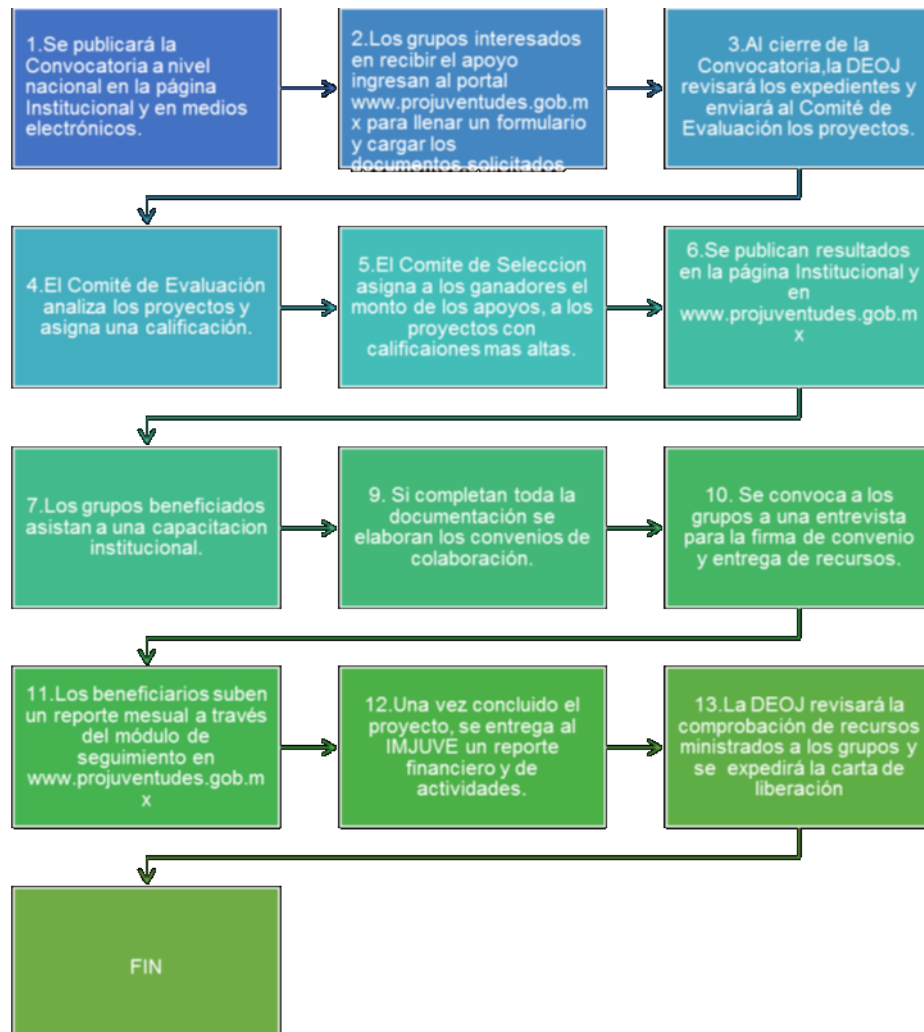 1.Se publicará la
Convocatoria a nivel
nacional en la página
Institucional y en medios
electrónicos.
2.Los grupos interesados
en recibir el apoyo
ingresan al portal
www.projuventudes.gob.m
x para llenar un formulario
y cargar los
documentos solicitados
3.Al cierre de la
Convocatoria,la DEOJ
revisará los expedientes y
enviará al Comité de
Evaluación los proyectos.
4.El Comité de Evaluación
analiza los proyectos y
asigna una calificación.
5.El Comite de Seleccion
asigna a los ganadores el
monto de los apoyos, a los
proyectos con
calificaiones mas altas.
6.Se publican resultados
en la página Institucional y
en
www.projuventudes.gob.m
x
7.Los grupos beneficiados
asistan a una capacitacion
institucional.
9. Si completan toda la
documentación se
elaboran los convenios de
colaboración.
10. Se convoca a los
grupos a una entrevista
para la firma de convenio
y entrega de recursos.
11.Los beneficiarios suben
un reporte mesual a través
del módulo de
seguimiento en
www.projuventudes.gob.m
x
12.Una vez concluido el
proyecto, se entrega al
IMJUVE un reporte
financiero y de
actividades.
13.La DEOJ revisará la
comprobación de recursos
ministrados a los grupos y
se expedirá la carta de
liberación
FIN